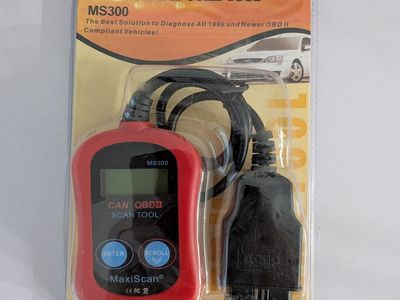 MS300
The Best Solution to Diagnose All 1996 and Newer OBD II
Compliant Vehicles!
MS300
CAN OBDII
SCAN TOOL
ENTER
SCROLL
MaxiScan®
OBDII